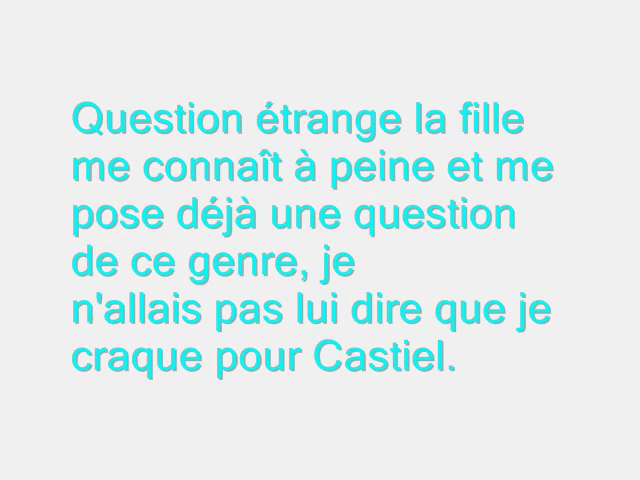 Question étrange la fille
me connaît à peine et me
pose déjà une question
de ce genre, je
n'allais pas lui dire que je
craque pour Castiel.